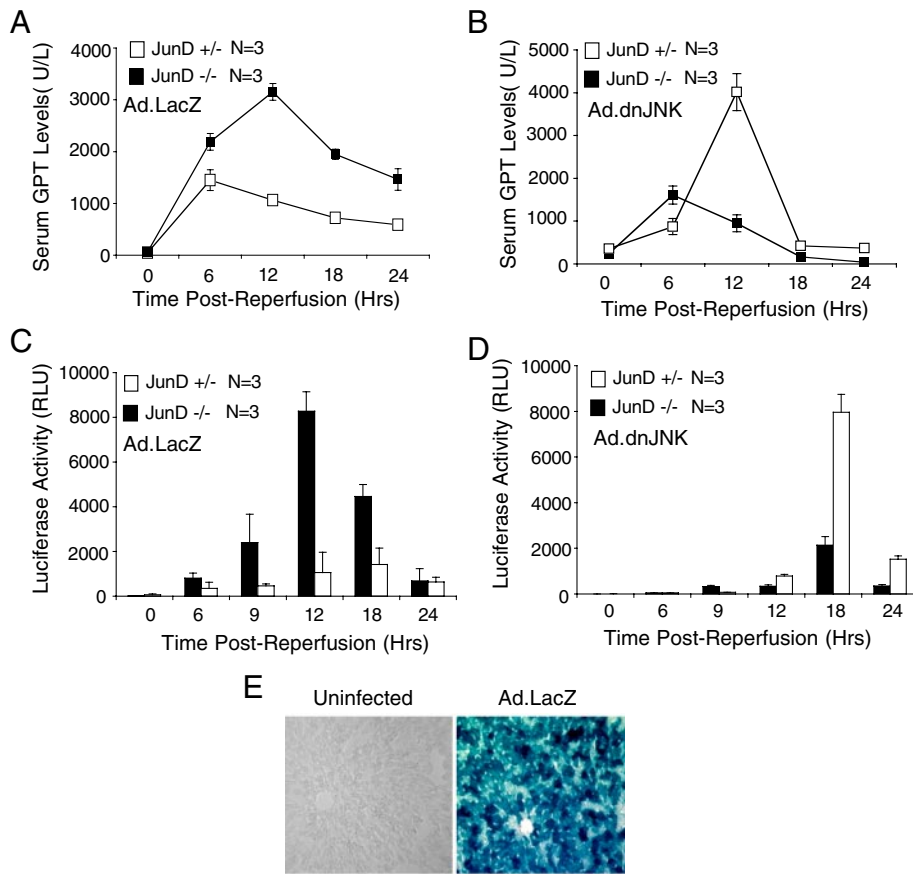 A
4000
3000
2000
1000
0
Serum GPT Levels( U/L)
JunD +/- N=3
JunD -/- N=3
Ad.LacZ
0 6 12 18 24
Time Post-Reperfusion (Hrs)
B
5000
4000
3000
2000
1000
0
Serum GPT Levels( U/L)
JunD +/- N=3
JunD -/- N=3
Ad.dnJNK
0 6 12 18 24
Time Post-Reperfusion (Hrs)
C
10000
8000
6000
4000
2000
0
Luciferase Activity (RLU)
JunD +/- N=3
JunD -/- N=3
Ad.LacZ
0 6 9 12 18 24
Time Post-Reperfusion (Hrs)
D
10000
8000
6000
4000
2000
0
Luciferase Activity (RLU)
JunD +/- N=3
JunD -/- N=3
Ad.dnJNK
0 6 9 12 18 24
Time Post-Reperfusion (Hrs)
E
Uninfected Ad.LacZ